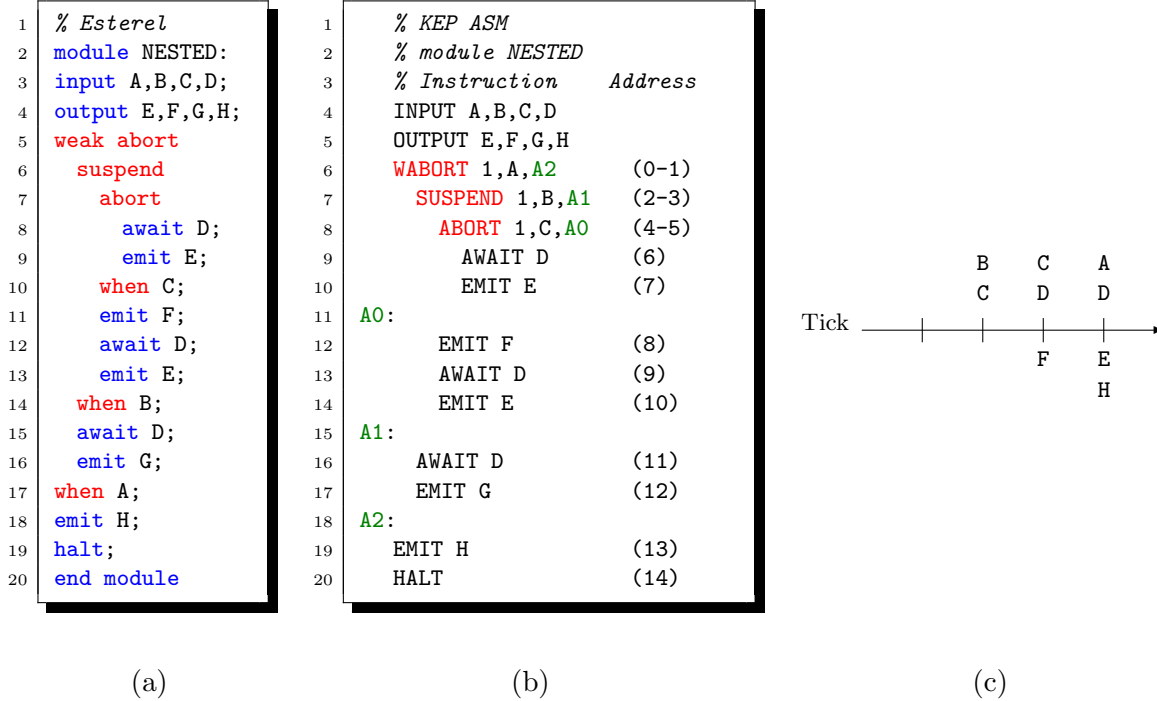 1 % Esterel
2 module NESTED:
3 input A,B,C,D;
4 output E,F,G,H;
5 weak abort
6 suspend
7 abort
8 await D;
9 emit E;
10 when C;
11 emit F;
12 await D;
13 emit E;
14 when B;
15 await D;
16 emit G;
17 when A;
18 emit H;
19 halt;
20 end module
(a)
1 % KEP ASM
2 % module NESTED
3 % Instruction Address
4 INPUT A,B,C,D
5 OUTPUT E,F,G,H
6 WABORT 1,A,A2 (0-1)
7 SUSPEND 1,B,A1 (2-3)
8 ABORT 1,C,A0 (4-5)
9 AWAIT D (6)
10 EMIT E (7)
11 A0:
12 EMIT F (8)
13 AWAIT D (9)
14 EMIT E (10)
15 A1:
16 AWAIT D (11)
17 EMIT G (12)
18 A2:
19 EMIT H (13)
20 HALT (14)
(b)
B C A
C D D
Tick
F E
H
(c)